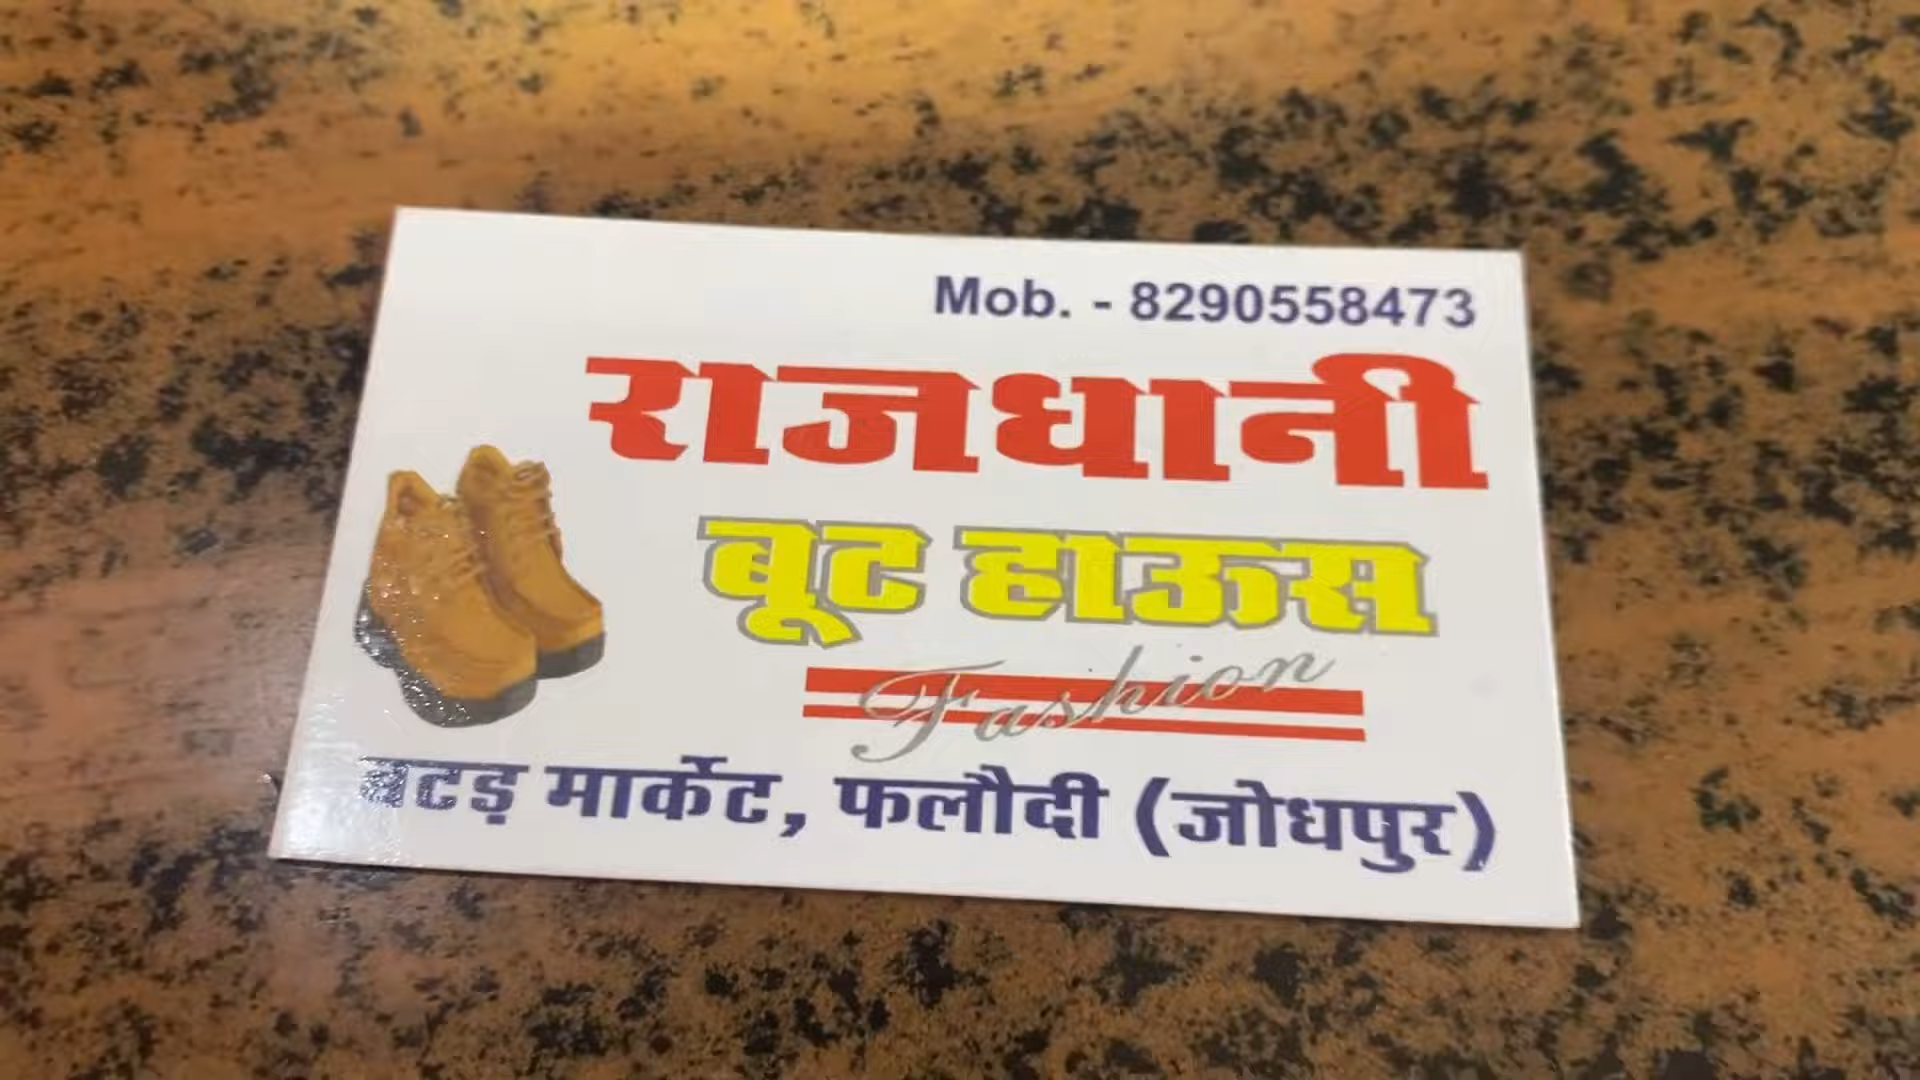 Mob. - 8290558473
राजधानी
बूट हाऊस
Fashion
मार्केट, फलौदी (जोधपुर)